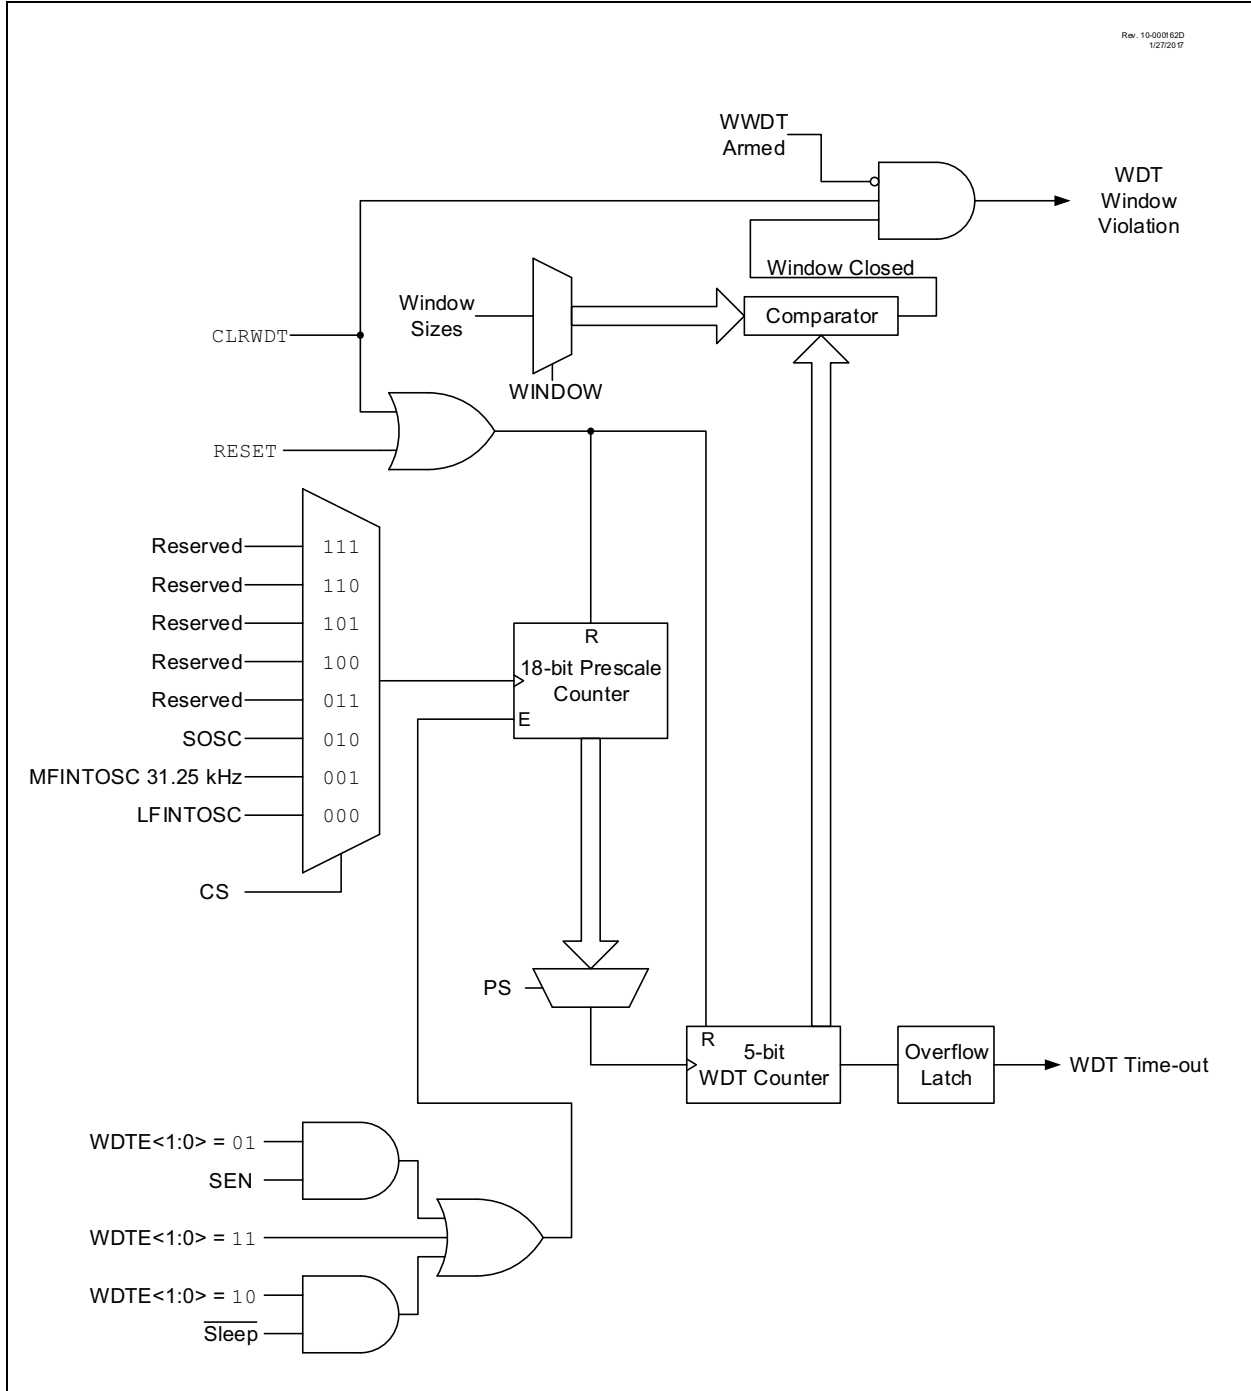 Rev. 10-000162D
1/27/2017
WWDT
Armed
WDT
Window
Violation
Window Closed
Window
Sizes
Comparator
CLRWDT
WINDOW
RESET
Reserved
111
Reserved
110
Reserved
101
Reserved
100
Reserved
011
SOSC
010
MFINTOSC 31.25 kHz
001
LFINTOSC
000
CS
R
18-bit Prescale
Counter
E
PS
R
5-bit
WDT Counter
Overflow
Latch
WDT Time-out
WDTE<1:0> = 01
SEN
WDTE<1:0> = 11
WDTE<1:0> = 10
Sleep